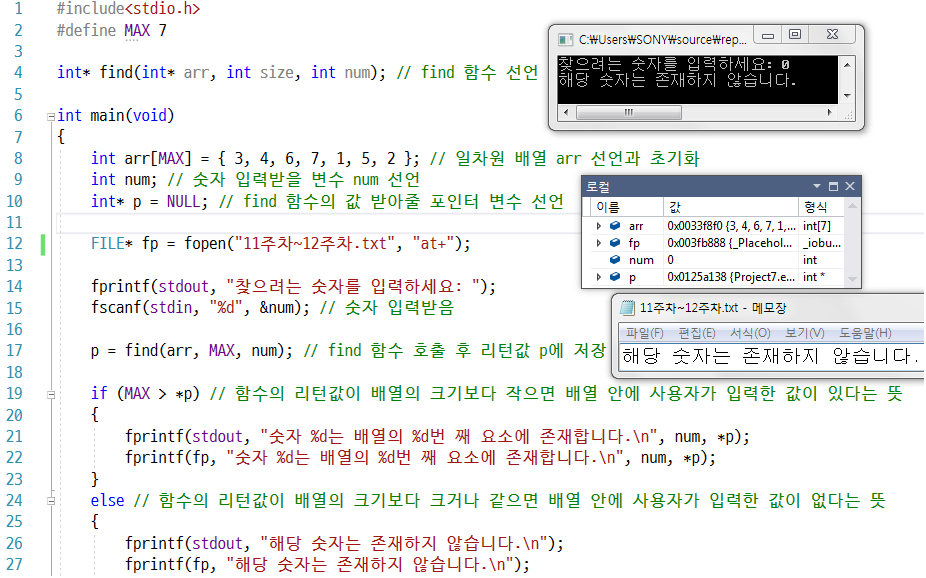 1 #include<stdio.h>
2 #define MAX 7
3
4 int* find(int* arr, int size, int num); // find 함수 선언
5
6 int main(void)
7 {
8 int arr[MAX] = { 3, 4, 6, 7, 1, 5, 2 }; // 일차원 배열 arr 선언과 초기화
9 int num; // 숫자 입력받을 변수 num 선언
10 int* p = NULL; // find 함수의 값 받아줄 포인터 변수 선언
11
12 FILE* fp = fopen("11주차~12주차.txt", "at+");
13
14 fprintf(stdout, "찾으려는 숫자를 입력하세요: ");
15 fscanf(stdin, "%d", &num); // 숫자 입력받음
16
17 p = find(arr, MAX, num); // find 함수 호출 후 리턴값 p에 저장
18
19 if (MAX > *p) // 함수의 리턴값이 배열의 크기보다 작으면 배열 안에 사용자가 입력한 값이 있다는 뜻
20 {
21 fprintf(stdout, "숫자 %d는 배열의 %d번 째 요소에 존재합니다.\n", num, *p);
22 fprintf(fp, "숫자 %d는 배열의 %d번 째 요소에 존재합니다.\n", num, *p);
23 }
24 else // 함수의 리턴값이 배열의 크기보다 크거나 같으면 배열 안에 사용자가 입력한 값이 없다는 뜻
25 {
26 fprintf(stdout, "해당 숫자는 존재하지 않습니다.\n");
27 fprintf(fp, "해당 숫자는 존재하지 않습니다.\n");
C:₩Users₩SONY₩source₩rep...
찾으려는 숫자를 입력하세요: 0
해당 숫자는 존재하지 않습니다.
로컬
이름 값 형식
arr 0x0033f8f0 {3, 4, 6, 7, 1,... int[7]
fp 0x003fb888 {_Placehol... _iobu...
num 0 int
p 0x0125a138 {Project7.e... int *
11주차~12주차.txt - 메모장
파일(F) 편집(E) 서식(O) 보기(V) 도움말(H)
해당 숫자는 존재하지 않습니다.